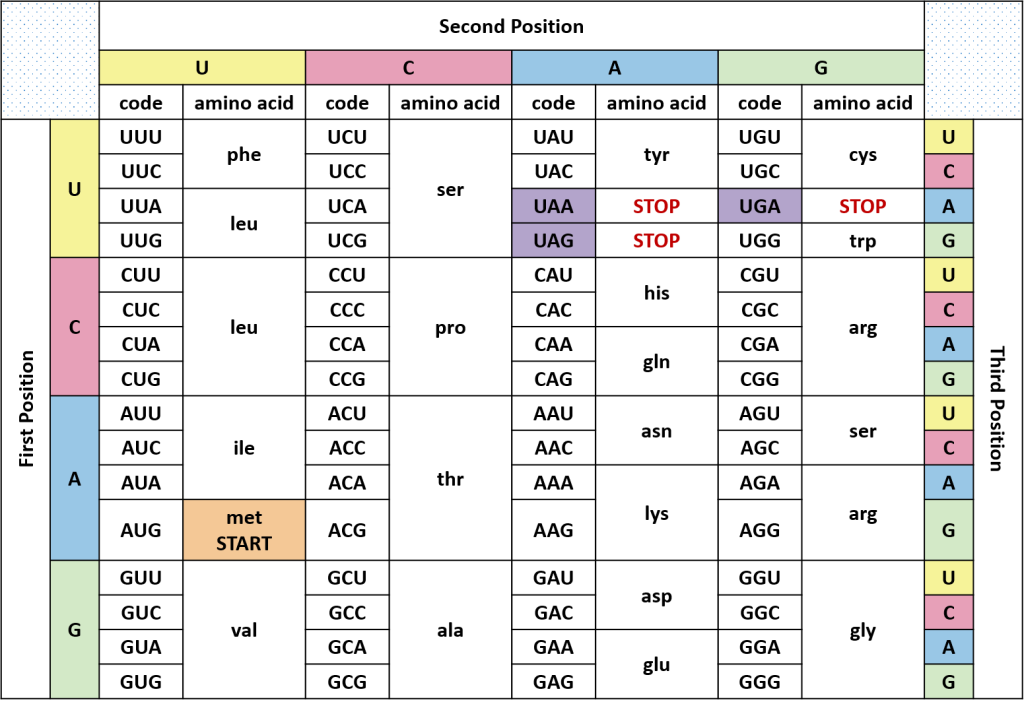 Second Position
U C A G
code amino acid code amino acid code amino acid code amino acid
First Position
Third Position
U UUU phe UCU ser UAU tyr UGU cys U
UUC UCC UAC UGC C
UUA leu UCA UAA STOP UGA STOP A
UUG UCG UAG STOP UGG trp G
C CUU leu CCU pro CAU his CGU arg U
CUC CCC CAC CGC C
CUA CCA CAA gln CGA A
CUG CCG CAG CGG G
A AUU ile ACU thr AAU asn AGU ser U
AUC ACC AAC AGC C
AUA ACA AAA lys AGA arg A
AUG met ACG AAG AGG G
START
G GUU val GCU ala GAU asp GGU gly U
GUC GCC GAC GGC C
GUA GCA GAA glu GGA A
GUG GCG GAG GGG G